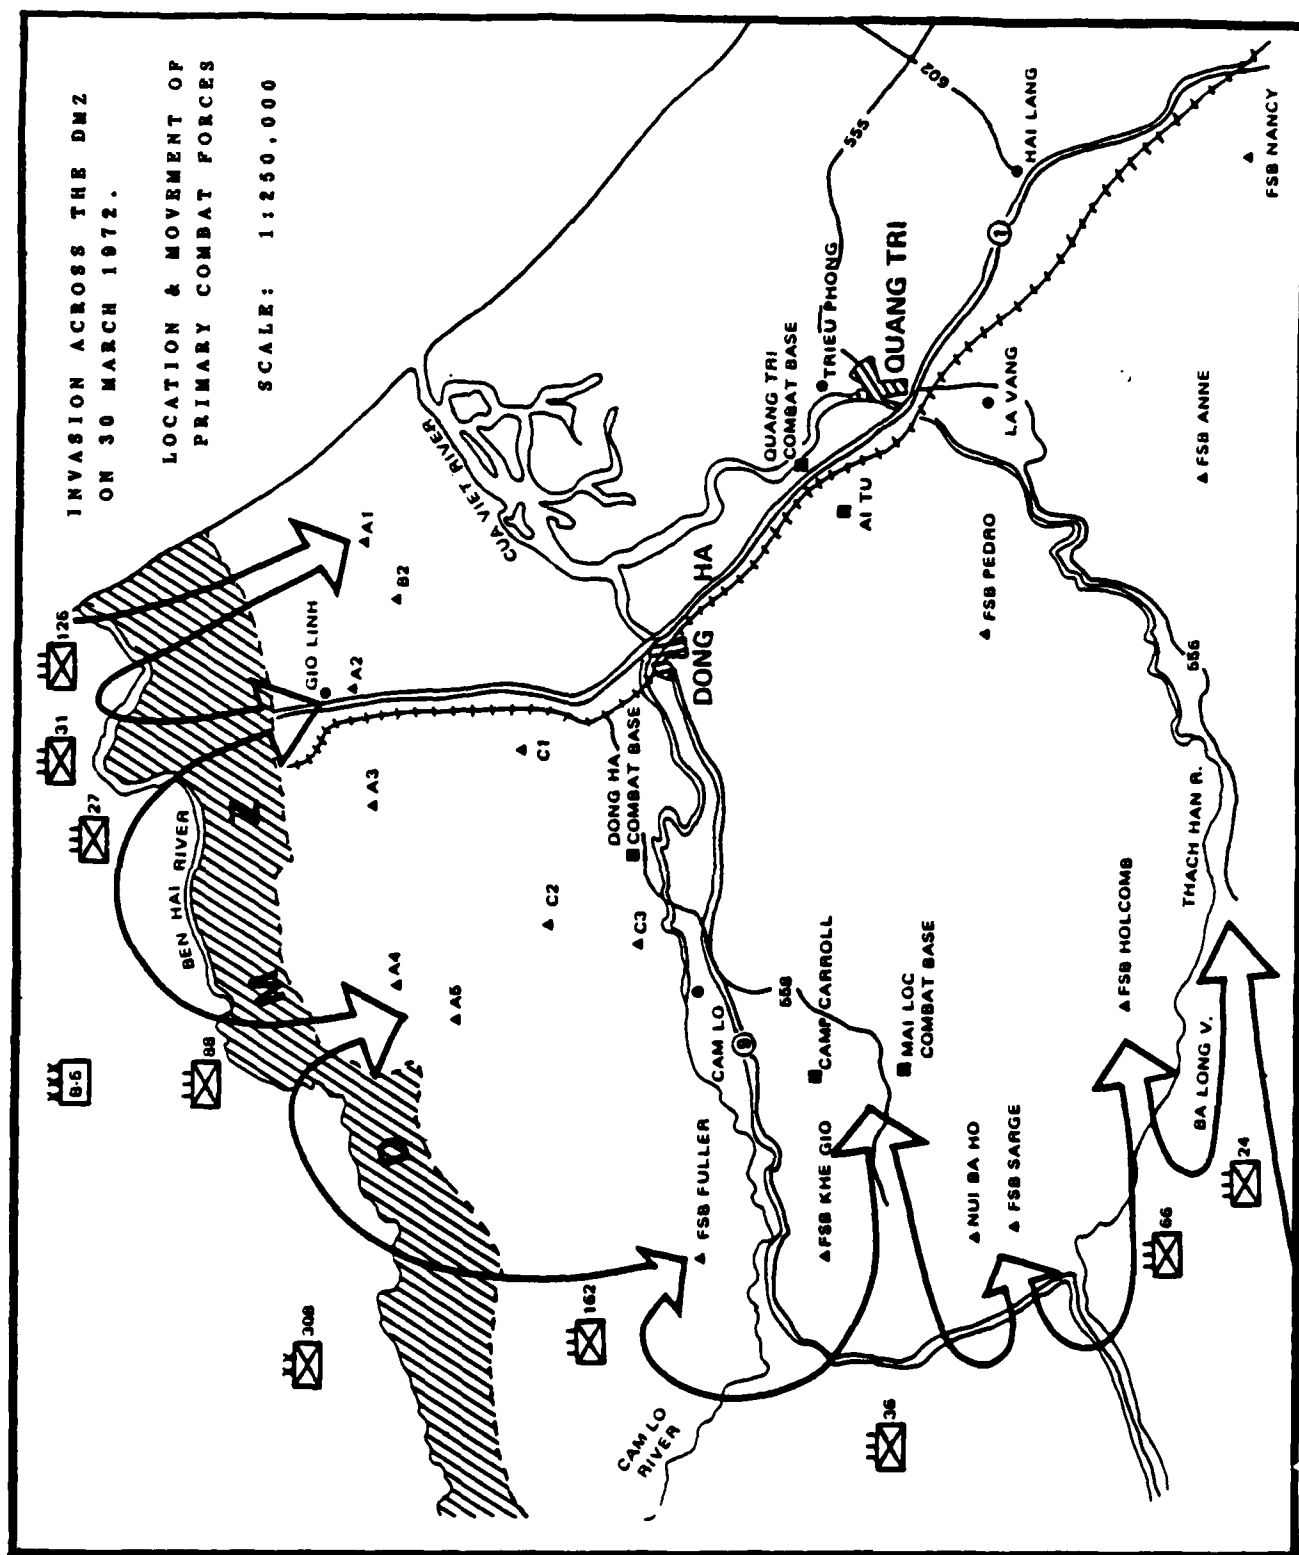 INVASION ACROSS THE DMZ
ON 30 MARCH 1972.
LOCATION & MOVEMENT OF
PRIMARY COMBAT FORCES
SCALE: 1:250,000
126
31
27
B-5
88
308
162
36
66
24
BEN HAI RIVER
D
M
Z
GIO LINH
A1
B2
A2
A3
A4
A5
C1
C2
C3
CUA VIET RIVER
DONG HA
DONG HA
COMBAT BASE
QUANG TRI
COMBAT BASE
TRIEU PHONG
QUANG TRI
AI TU
LA VANG
HAI LANG
602
555
1
FSB NANCY
FSB ANNE
FSB PEDRO
556
THACH HAN R.
BA LONG V.
FSB HOLCOMB
CAM LO
9
558
CAMP CARROLL
MAI LOC
COMBAT BASE
FSB FULLER
FSB KHE GIO
NUI BA HO
FSB SARGE
CAM LO
RIVER